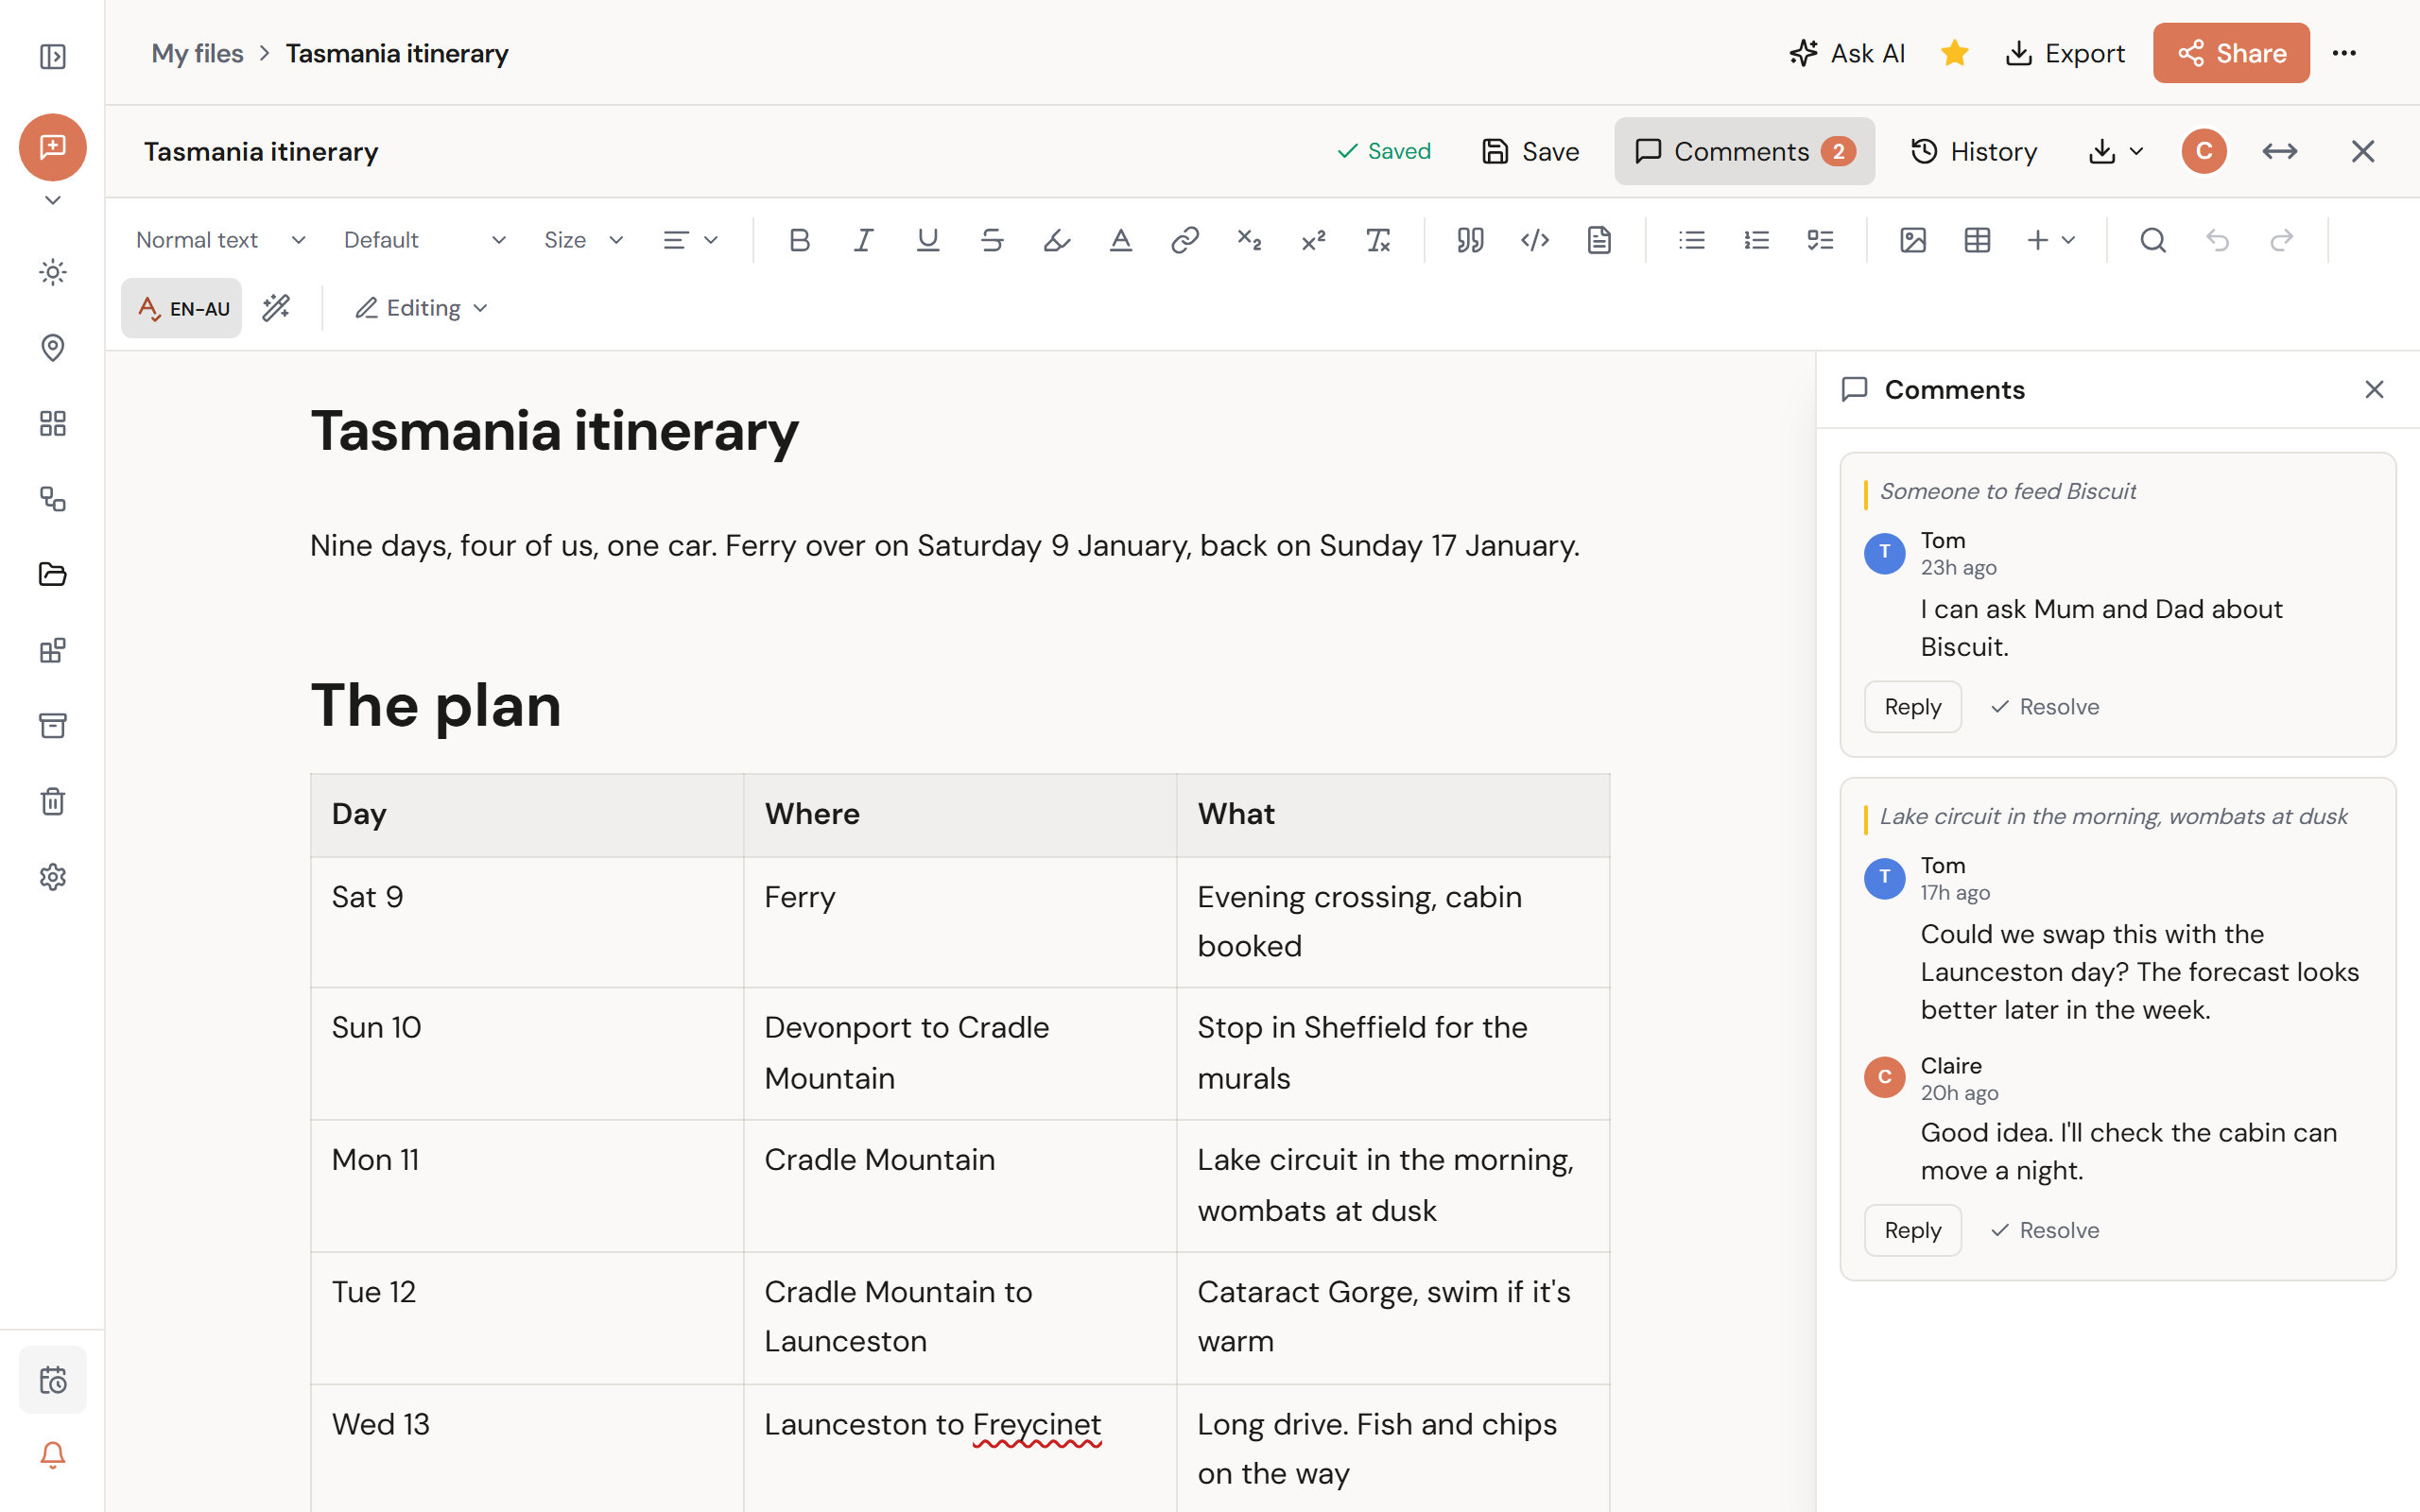 My files > Tasmania itinerary
Ask AI
Export
Share
Tasmania itinerary
Saved
Save
Comments 2
History
C
Normal text
Default
Size
EN-AU
Editing
Tasmania itinerary
Nine days, four of us, one car. Ferry over on Saturday 9 January, back on Sunday 17 January.
The plan
Day Where What
Sat 9 Ferry Evening crossing, cabin
booked
Sun 10 Devonport to Cradle Stop in Sheffield for the
Mountain murals
Mon 11 Cradle Mountain Lake circuit in the morning,
wombats at dusk
Tue 12 Cradle Mountain to Cataract Gorge, swim if it's
Launceston warm
Wed 13 Launceston to Freycinet Long drive. Fish and chips
on the way
Comments
Someone to feed Biscuit
T
Tom
23h ago
I can ask Mum and Dad about
Biscuit.
Reply
Resolve
Lake circuit in the morning, wombats at dusk
T
Tom
17h ago
Could we swap this with the
Launceston day? The forecast looks
better later in the week.
C
Claire
20h ago
Good idea. I'll check the cabin can
move a night.
Reply
Resolve